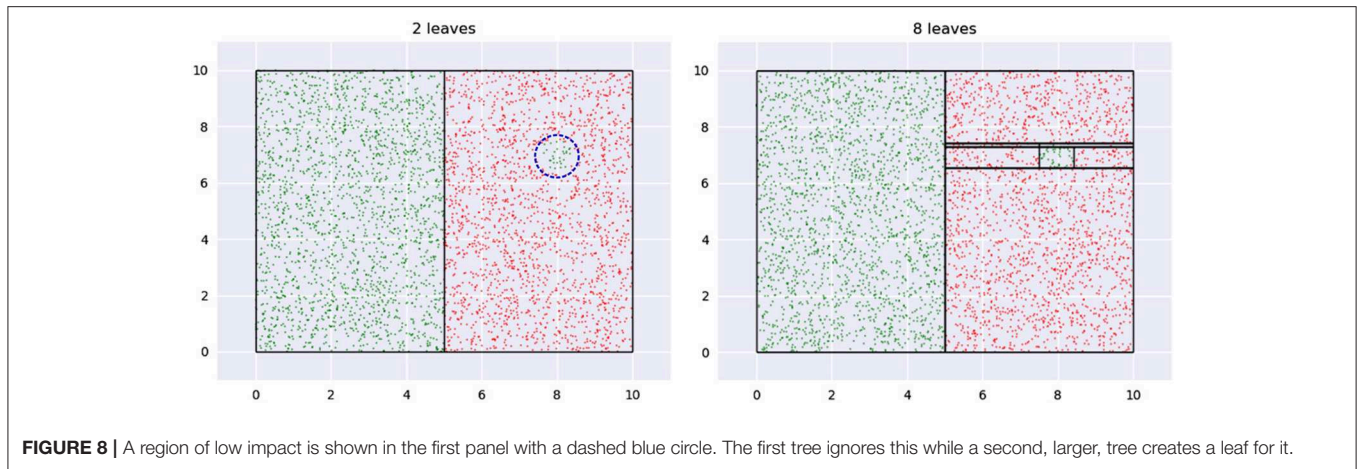 2 leaves
10
8
6
4
2
0
0 2 4 6 8 10
8 leaves
10
8
6
4
2
0
0 2 4 6 8 10
FIGURE 8 | A region of low impact is shown in the first panel with a dashed blue circle. The first tree ignores this while a second, larger, tree creates a leaf for it.